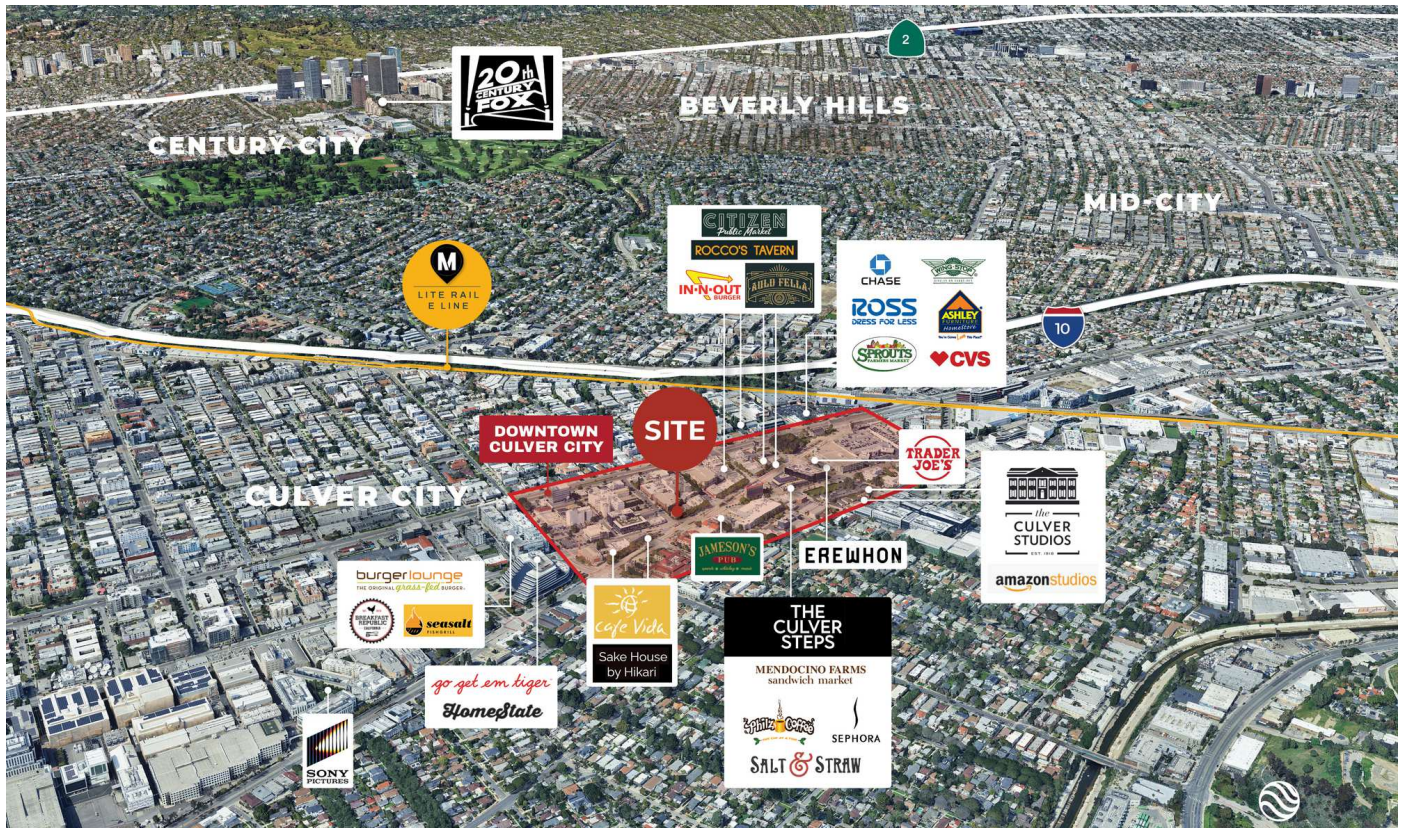 2
20th
CENTURY
FOX
BEVERLY HILLS
CENTURY CITY
MID-CITY
CITIZEN
Public Market
ROCCO'S TAVERN
IN-N-OUT
BURGER
AULD FELLA
CHASE
WING STOP
ROSS
DRESS FOR LESS
ASHLEY
FURNITURE
HomeStore
SPROUTS
FARMERS MARKET
CVS
10
M
LITE RAIL
E LINE
DOWNTOWN
CULVER CITY
SITE
TRADER
JOE'S
CULVER CITY
the
CULVER
STUDIOS
EST. 1918
amazonstudios
JAMESON'S
PUB
EREWHON
burgerlounge
THE ORIGINAL grass-fed BURGER
BREAKFAST
REPUBLIC
seasalt
FISHGRILL
cafe Vida
Sake House
by Hikari
THE
CULVER
STEPS
MENDOCINO FARMS
sandwich market
Philz Coffee
SEPHORA
SALT & STRAW
go get em tiger
HomeState
SONY
PICTURES